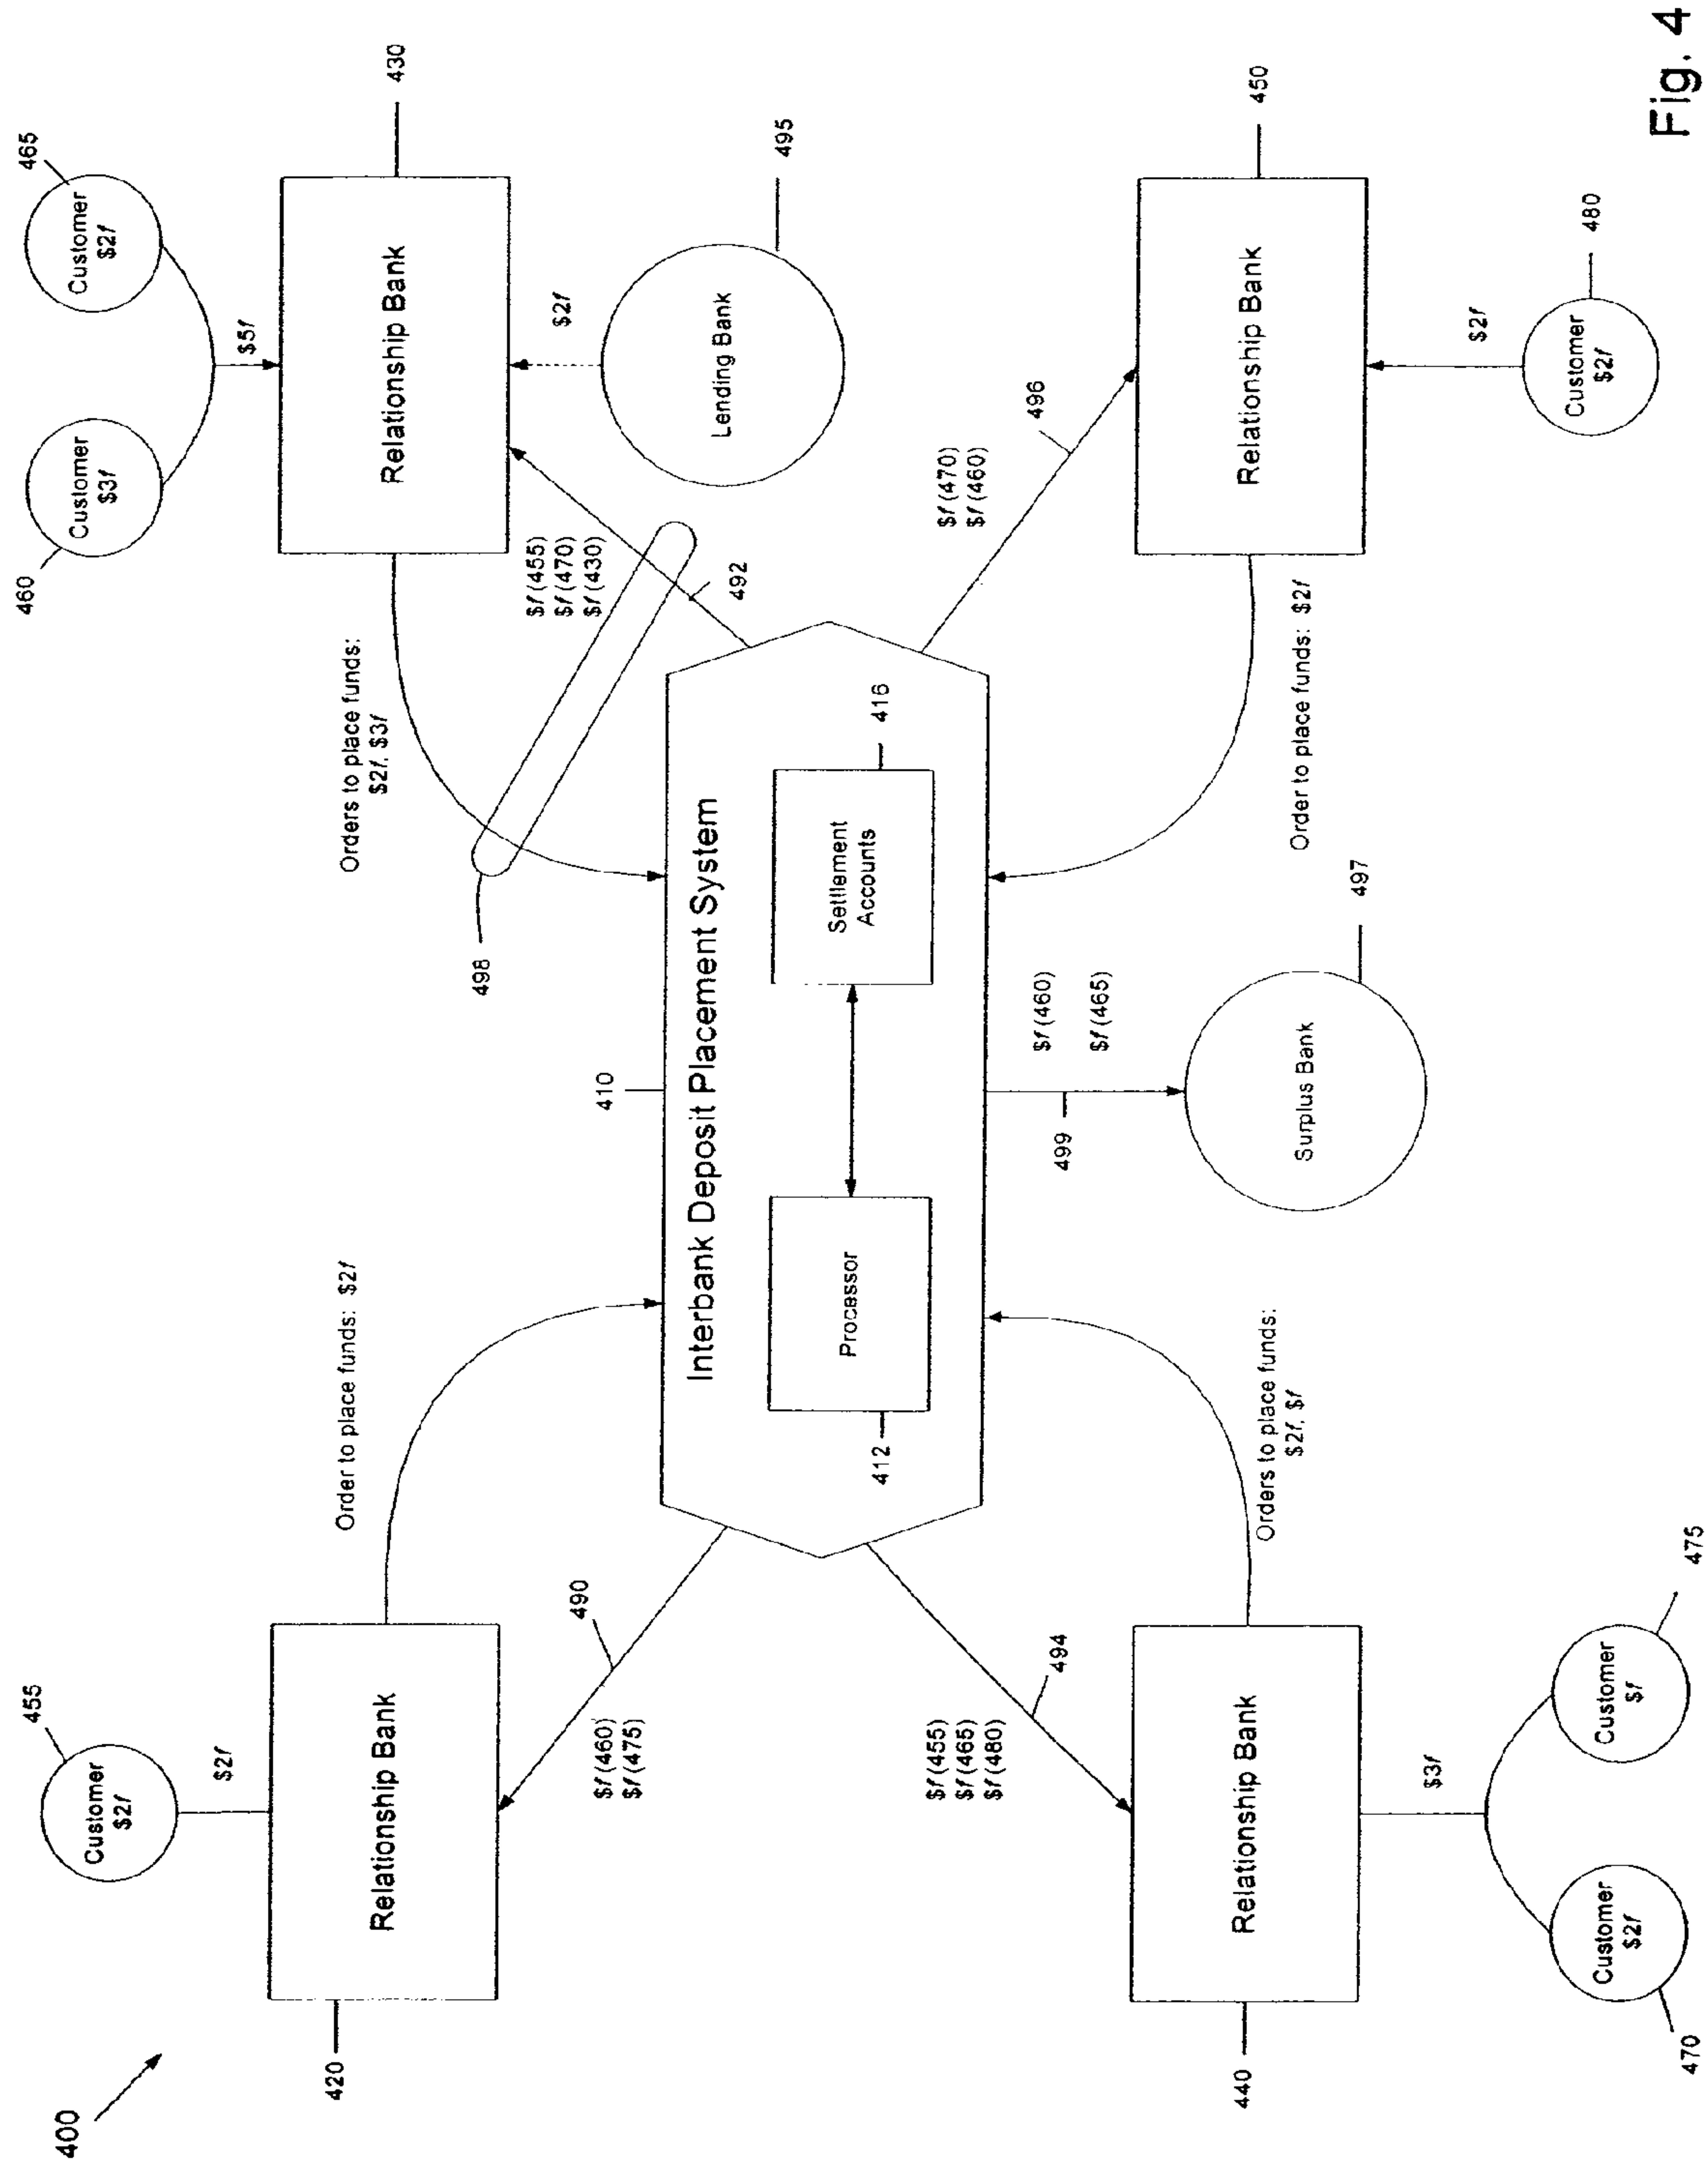 400
455
Customer
$2f
$2f
420
Relationship Bank
Order to place funds: $2f
460
Customer
$3f
465
Customer
$2f
$5f
430
Relationship Bank
Orders to place funds:
$2f, $3f
490
$f (460)
$f (475)
498
$f (455)
$f (470)
$f (430)
492
$2f
Lending Bank
495
410
Interbank Deposit Placement System
412
Processor
Settlement
Accounts
416
$f (455)
$f (465)
$f (480)
494
499
$f (460)
$f (465)
$f (470)
$f (460)
496
440
Relationship Bank
Orders to place funds:
$2f, $f
Surplus Bank
497
Order to place funds: $2f
Relationship Bank
450
$3f
Customer
$2f
470
Customer
$f
475
$2f
Customer
$2f
480
Fig. 4